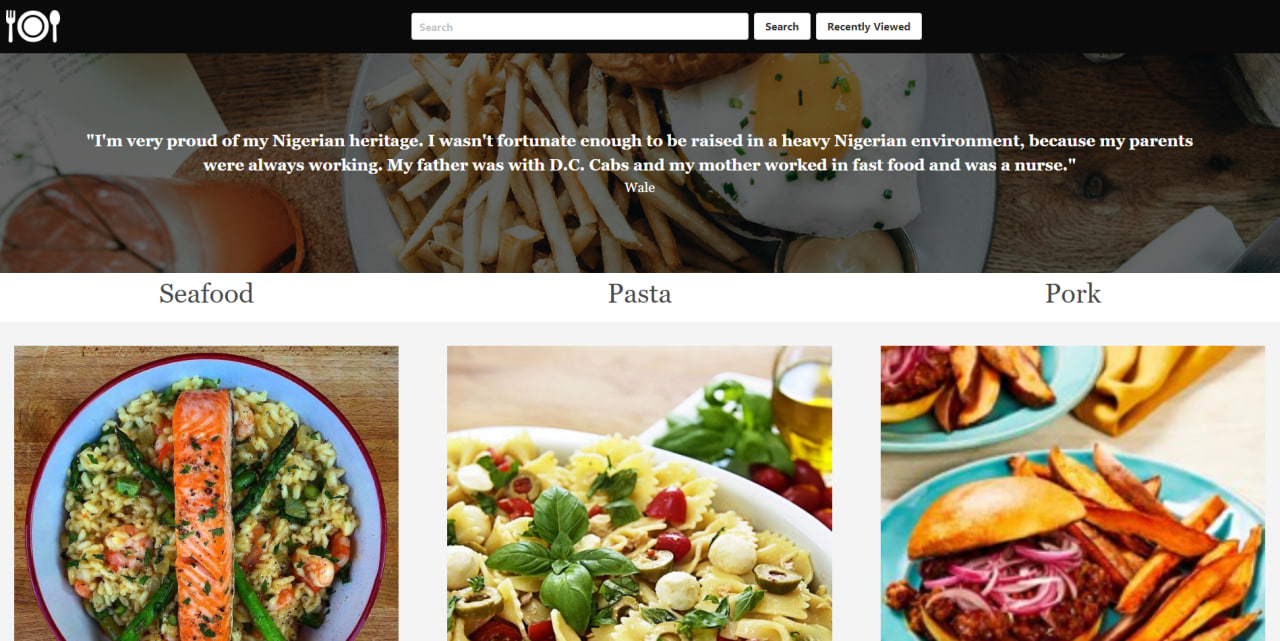 Search
Search
Recently Viewed
"I'm very proud of my Nigerian heritage. I wasn't fortunate enough to be raised in a heavy Nigerian environment, because my parents
were always working. My father was with D.C. Cabs and my mother worked in fast food and was a nurse."
Wale
Seafood
Pasta
Pork